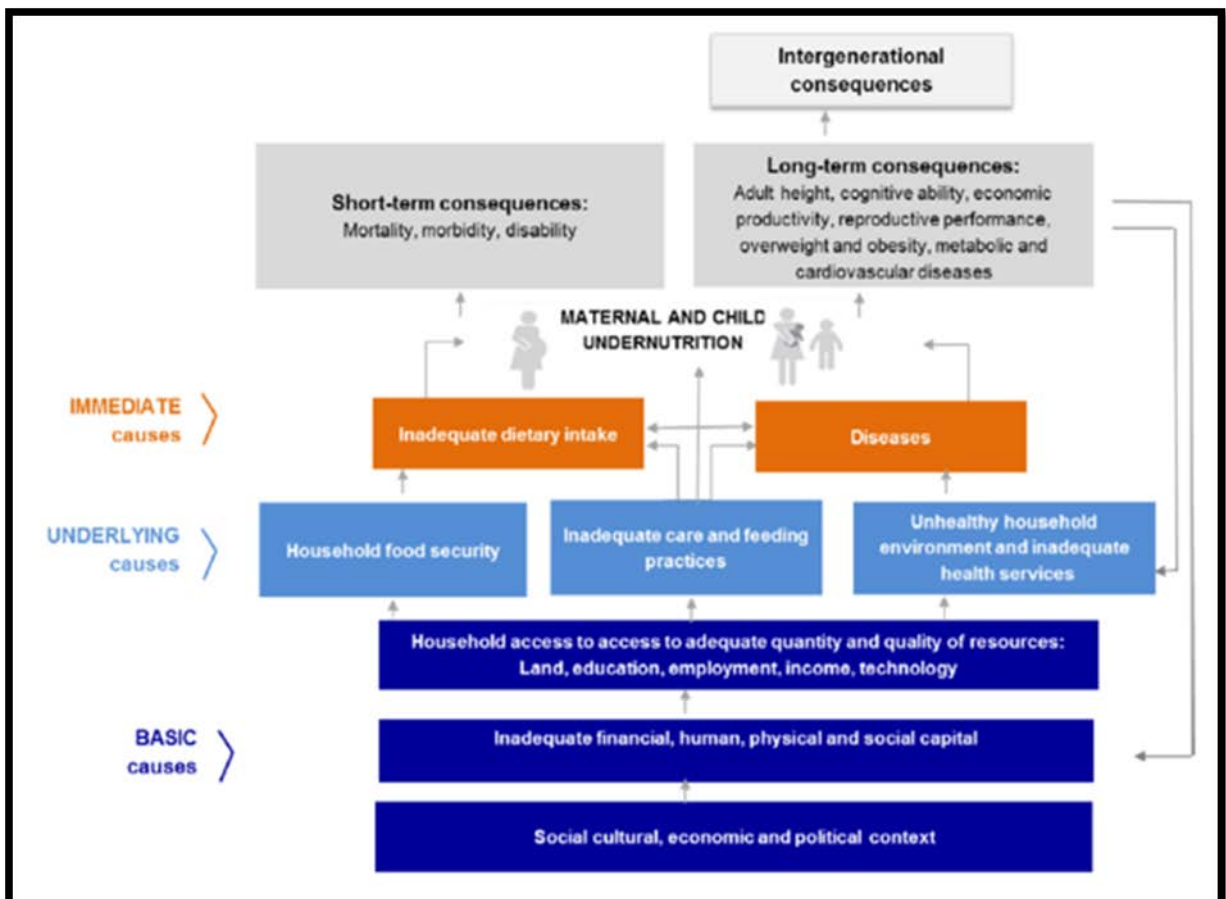 Intergenerational
consequences
Short-term consequences:
Mortality, morbidity, disability
Long-term consequences:
Adult height, cognitive ability, economic
productivity, reproductive performance,
overweight and obesity, metabolic and
cardiovascular diseases
MATERNAL AND CHILD
UNDERNUTRITION
IMMEDIATE
causes
Inadequate dietary intake
Diseases
UNDERLYING
causes
Household food security
Inadequate care and feeding
practices
Unhealthy household
environment and inadequate
health services
Household access to access to adequate quantity and quality of resources:
Land, education, employment, income, technology
BASIC
causes
Inadequate financial, human, physical and social capital
Social cultural, economic and political context